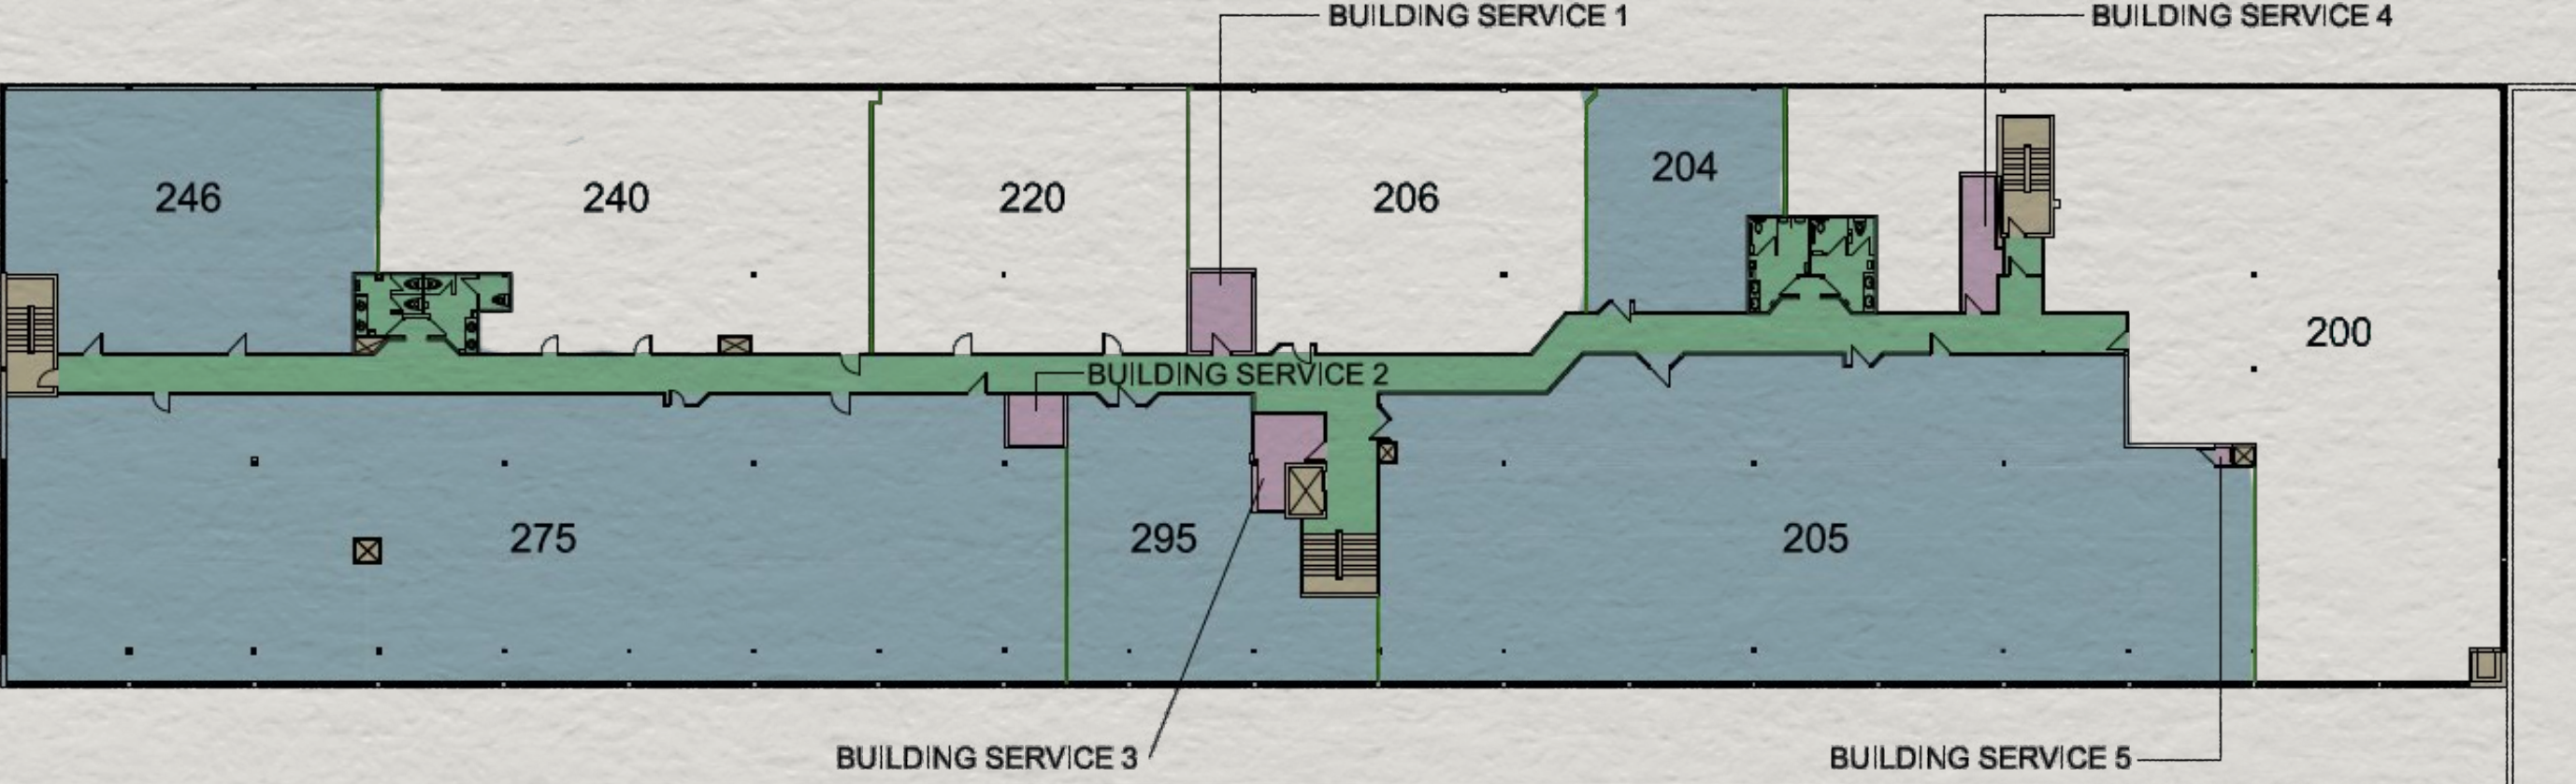 BUILDING SERVICE 1
BUILDING SERVICE 4
246
240
220
206
204
200
BUILDING SERVICE 2
275
295
205
BUILDING SERVICE 3
BUILDING SERVICE 5